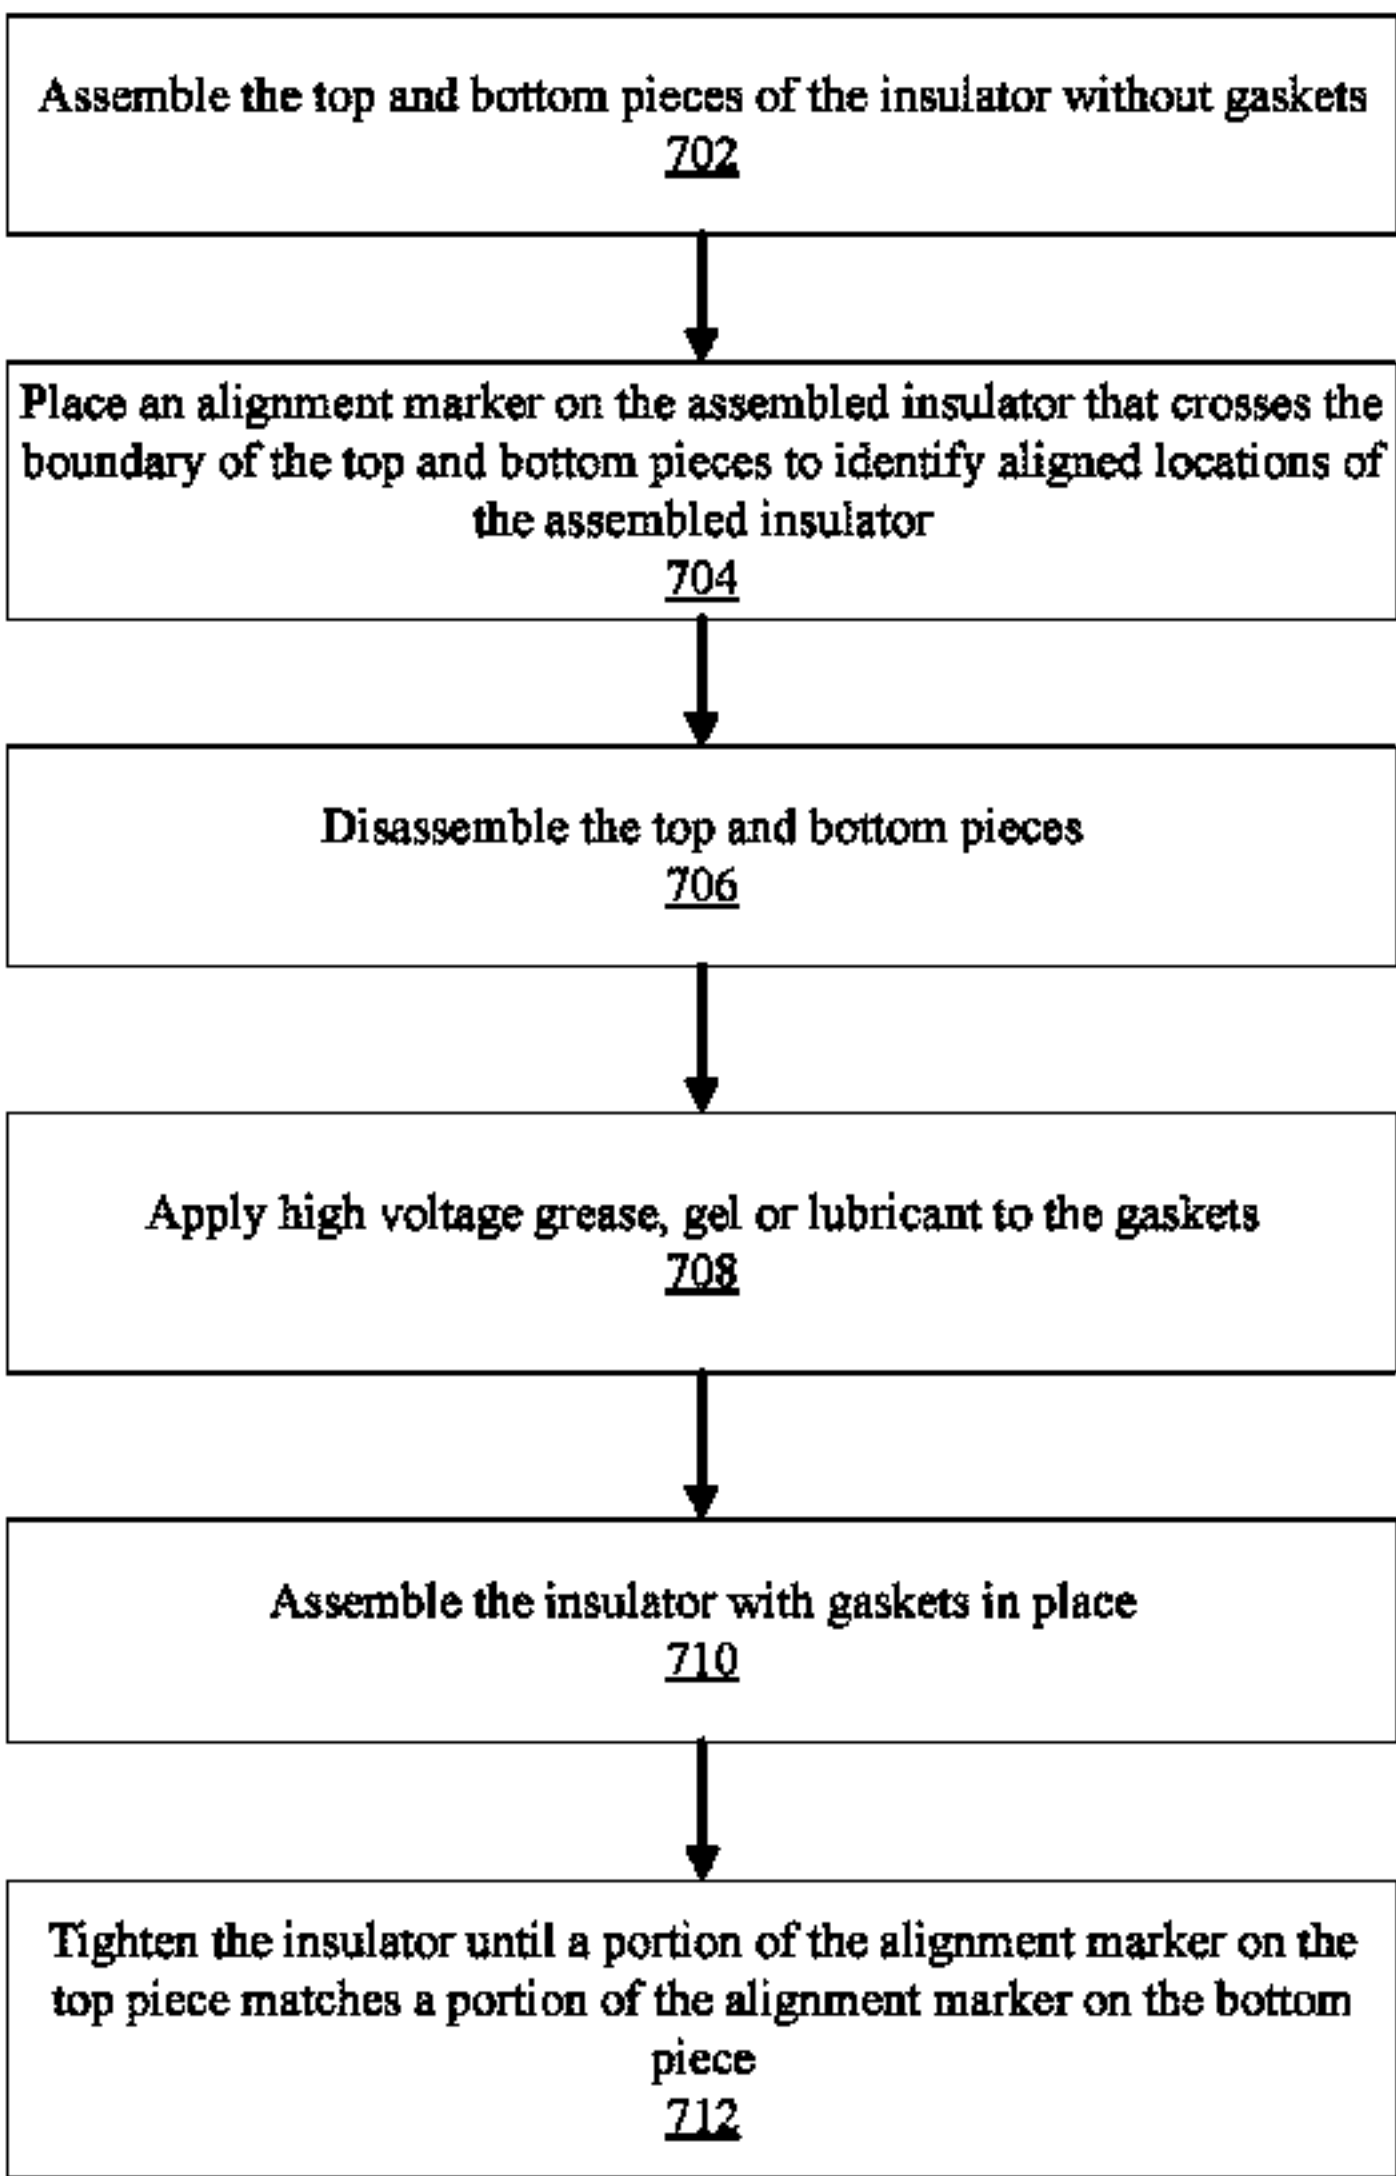 Assemble the top and bottom pieces of the insulator without gaskets
702
Place an alignment marker on the assembled insulator that crosses the
boundary of the top and bottom pieces to identify aligned locations of
the assembled insulator
704
Disassemble the top and bottom pieces
706
Apply high voltage grease, gel or lubricant to the gaskets
708
Assemble the insulator with gaskets in place
710
Tighten the insulator until a portion of the alignment marker on the
top piece matches a portion of the alignment marker on the bottom
piece
712